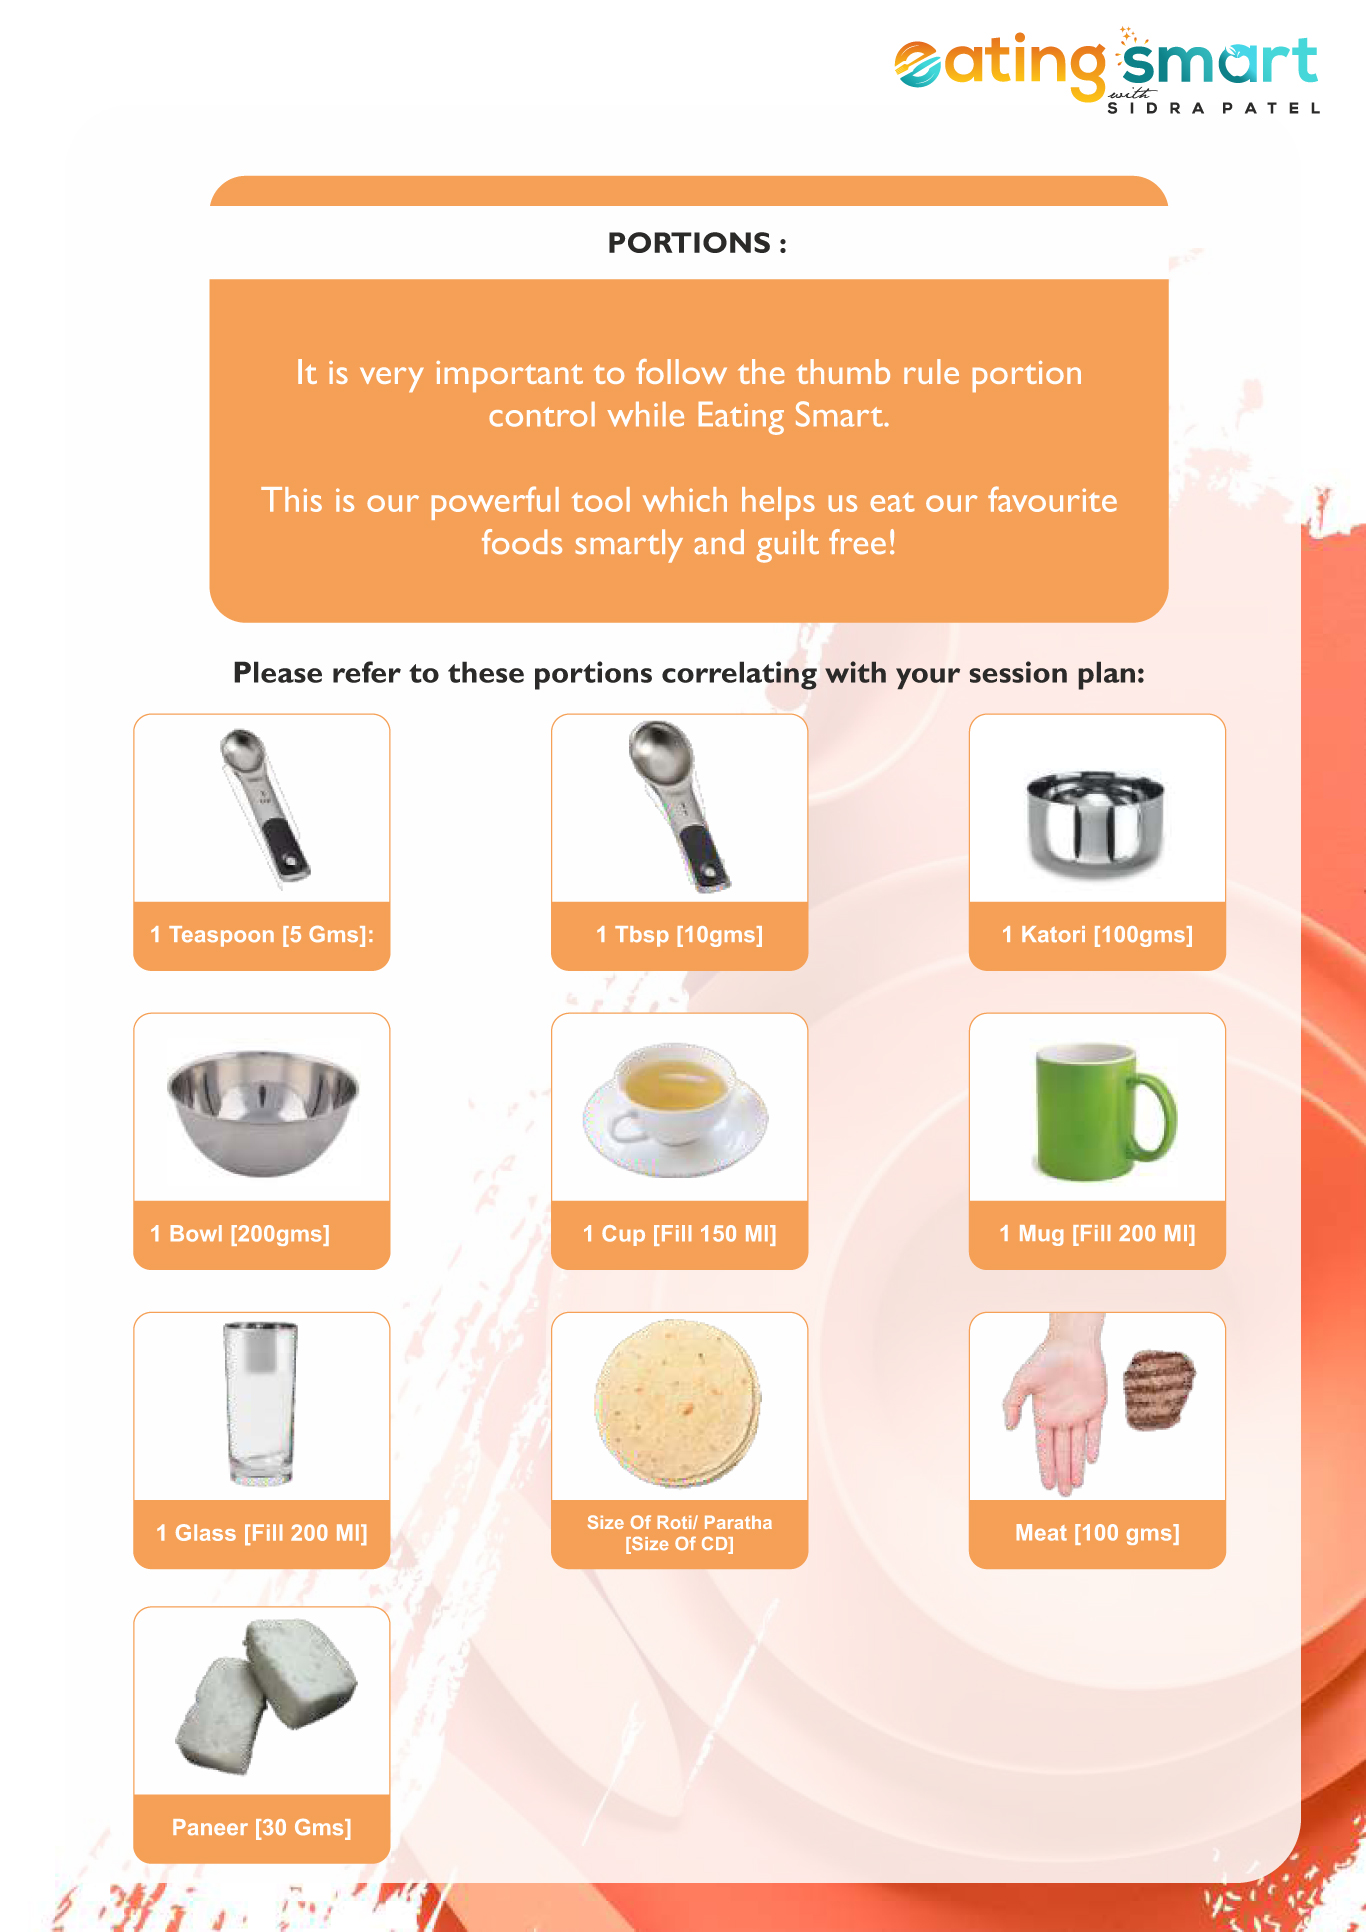 eating smart
with
SIDRA PATEL
PORTIONS :
It is very important to follow the thumb rule portion
control while Eating Smart.
This is our powerful tool which helps us eat our favourite
foods smartly and guilt free!
Please refer to these portions correlating with your session plan:
1 Teaspoon [5 Gms]:
1 Tbsp [10gms]
1 Katori [100gms]
1 Bowl [200gms]
1 Cup [Fill 150 Ml]
1 Mug [Fill 200 Ml]
1 Glass [Fill 200 Ml]
Size Of Roti/ Paratha
[Size Of CD]
Meat [100 gms]
Paneer [30 Gms]